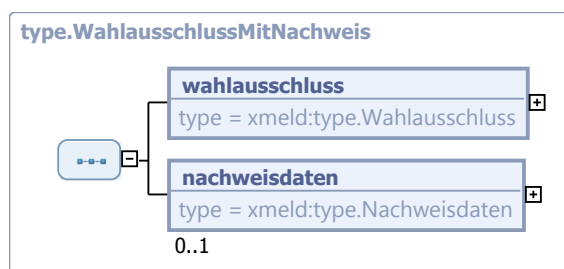 type.WahlausschlussMitNachweis
wahlausschluss
type = xmeld:type.Wahlausschluss
nachweisdaten
type = xmeld:type.Nachweisdaten
0..1